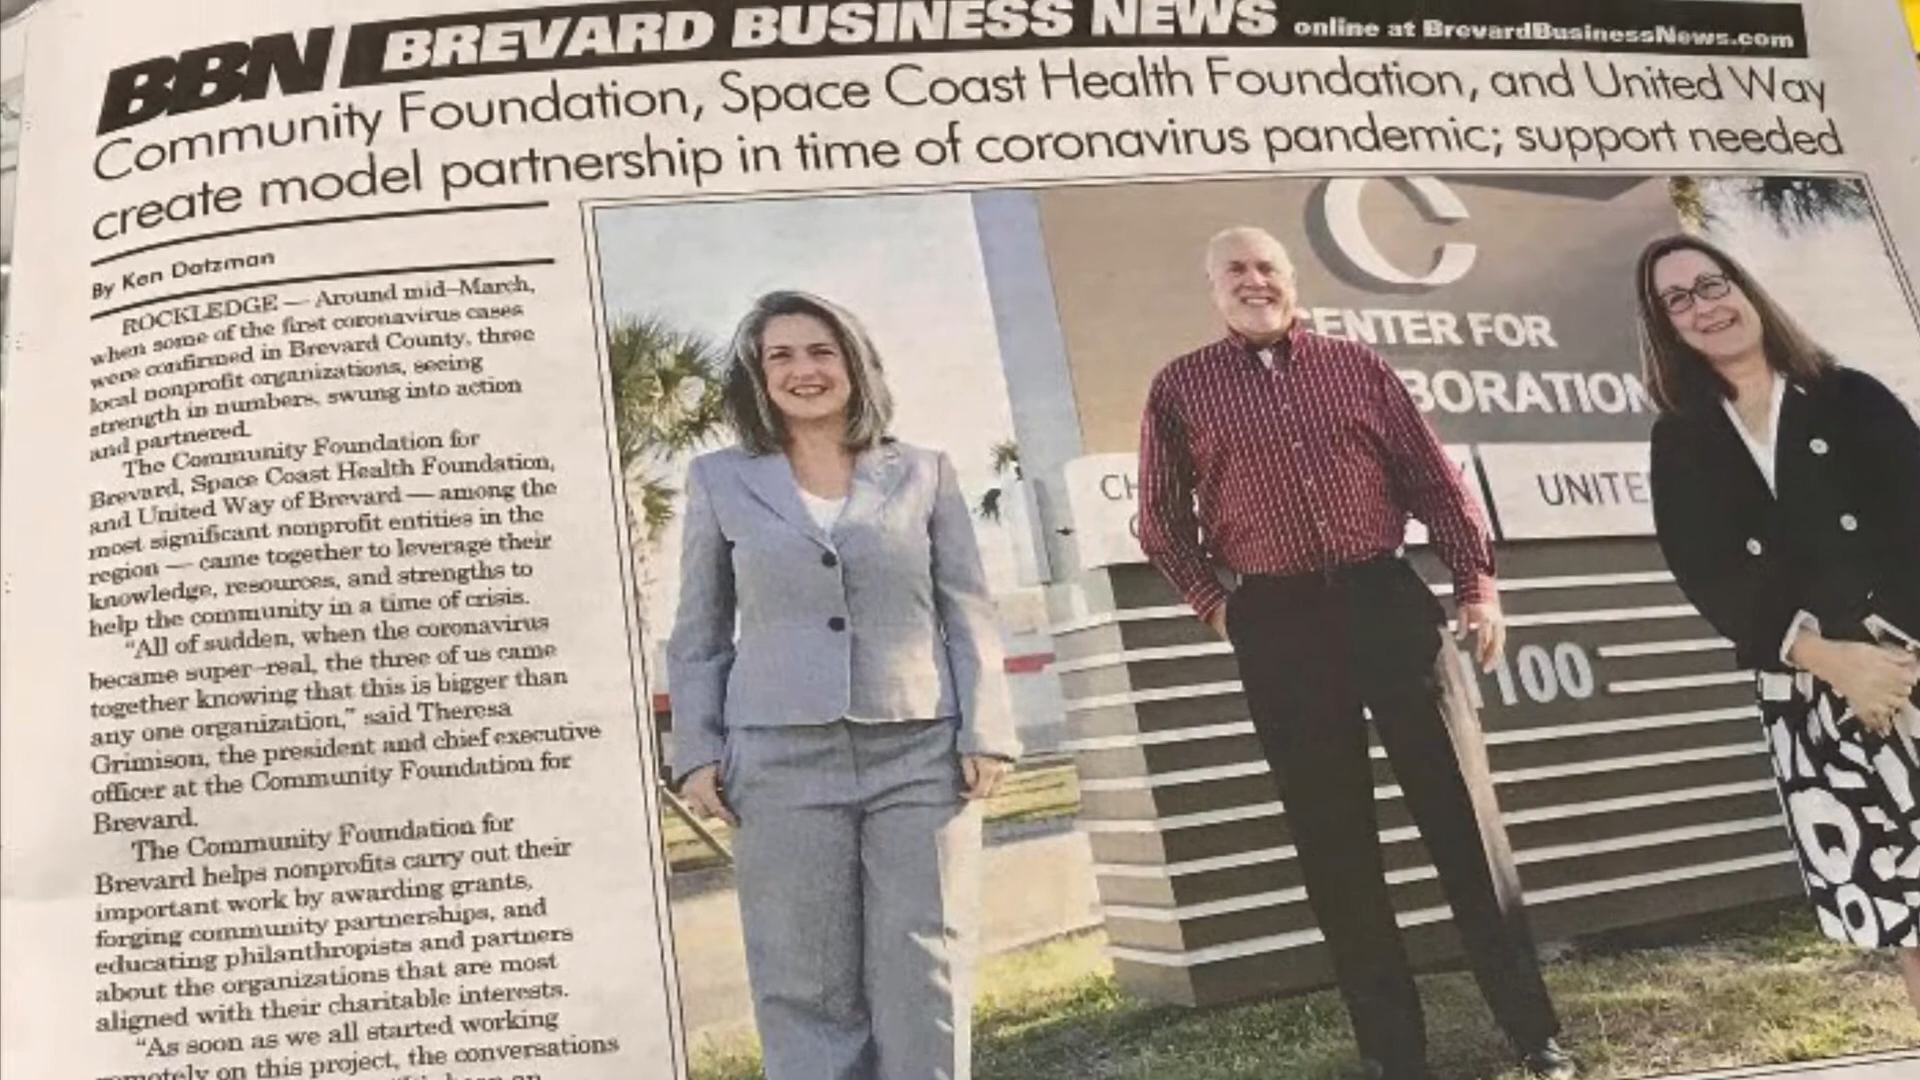 BBN BREVARD BUSINESS NEWS online at BrevardBusinessNews.com
Community Foundation, Space Coast Health Foundation, and United Way
create model partnership in time of coronavirus pandemic; support needed
By Ken Datzman
ROCKLEDGE — Around mid–March,
when some of the first coronavirus cases
were confirmed in Brevard County, three
local nonprofit organizations, seeing
strength in numbers, swung into action
and partnered.
The Community Foundation for
Brevard, Space Coast Health Foundation,
and United Way of Brevard — among the
most significant nonprofit entities in the
region — came together to leverage their
knowledge, resources, and strengths to
help the community in a time of crisis.
“All of sudden, when the coronavirus
became super–real, the three of us came
together knowing that this is bigger than
any one organization,” said Theresa
Grimison, the president and chief executive
officer at the Community Foundation for
Brevard.
The Community Foundation for
Brevard helps nonprofits carry out their
important work by awarding grants,
forging community partnerships, and
educating philanthropists and partners
about the organizations that are most
aligned with their charitable interests.
“As soon as we all started working
remotely on this project, the conversations
C
CENTER FOR
BORATION
CH
UNITE
1100